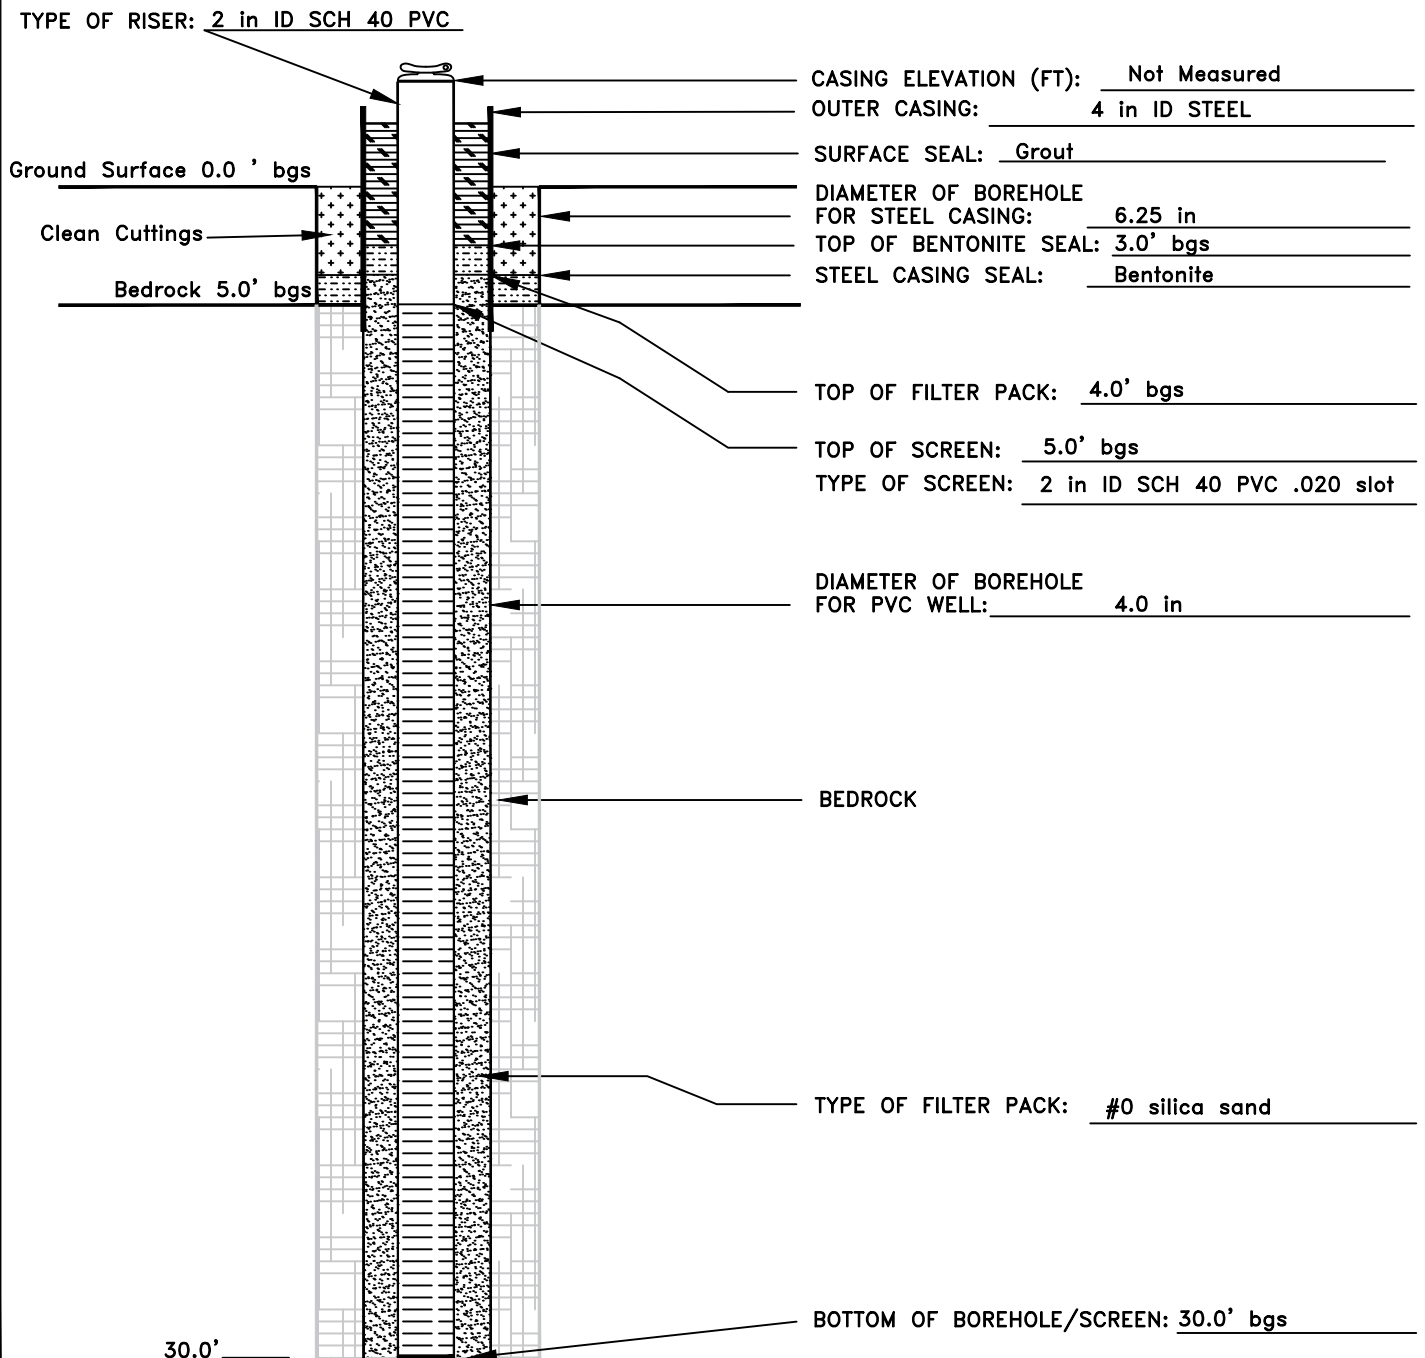 TYPE OF RISER: 2 in ID SCH 40 PVC
CASING ELEVATION (FT): Not Measured
OUTER CASING: 4 in ID STEEL
SURFACE SEAL: Grout
Ground Surface 0.0 ' bgs
DIAMETER OF BOREHOLE
FOR STEEL CASING: 6.25 in
Clean Cuttings
TOP OF BENTONITE SEAL: 3.0' bgs
STEEL CASING SEAL: Bentonite
Bedrock 5.0' bgs
TOP OF FILTER PACK: 4.0' bgs
TOP OF SCREEN: 5.0' bgs
TYPE OF SCREEN: 2 in ID SCH 40 PVC .020 slot
DIAMETER OF BOREHOLE
FOR PVC WELL: 4.0 in
BEDROCK
TYPE OF FILTER PACK: #0 silica sand
BOTTOM OF BOREHOLE/SCREEN: 30.0' bgs
30.0'